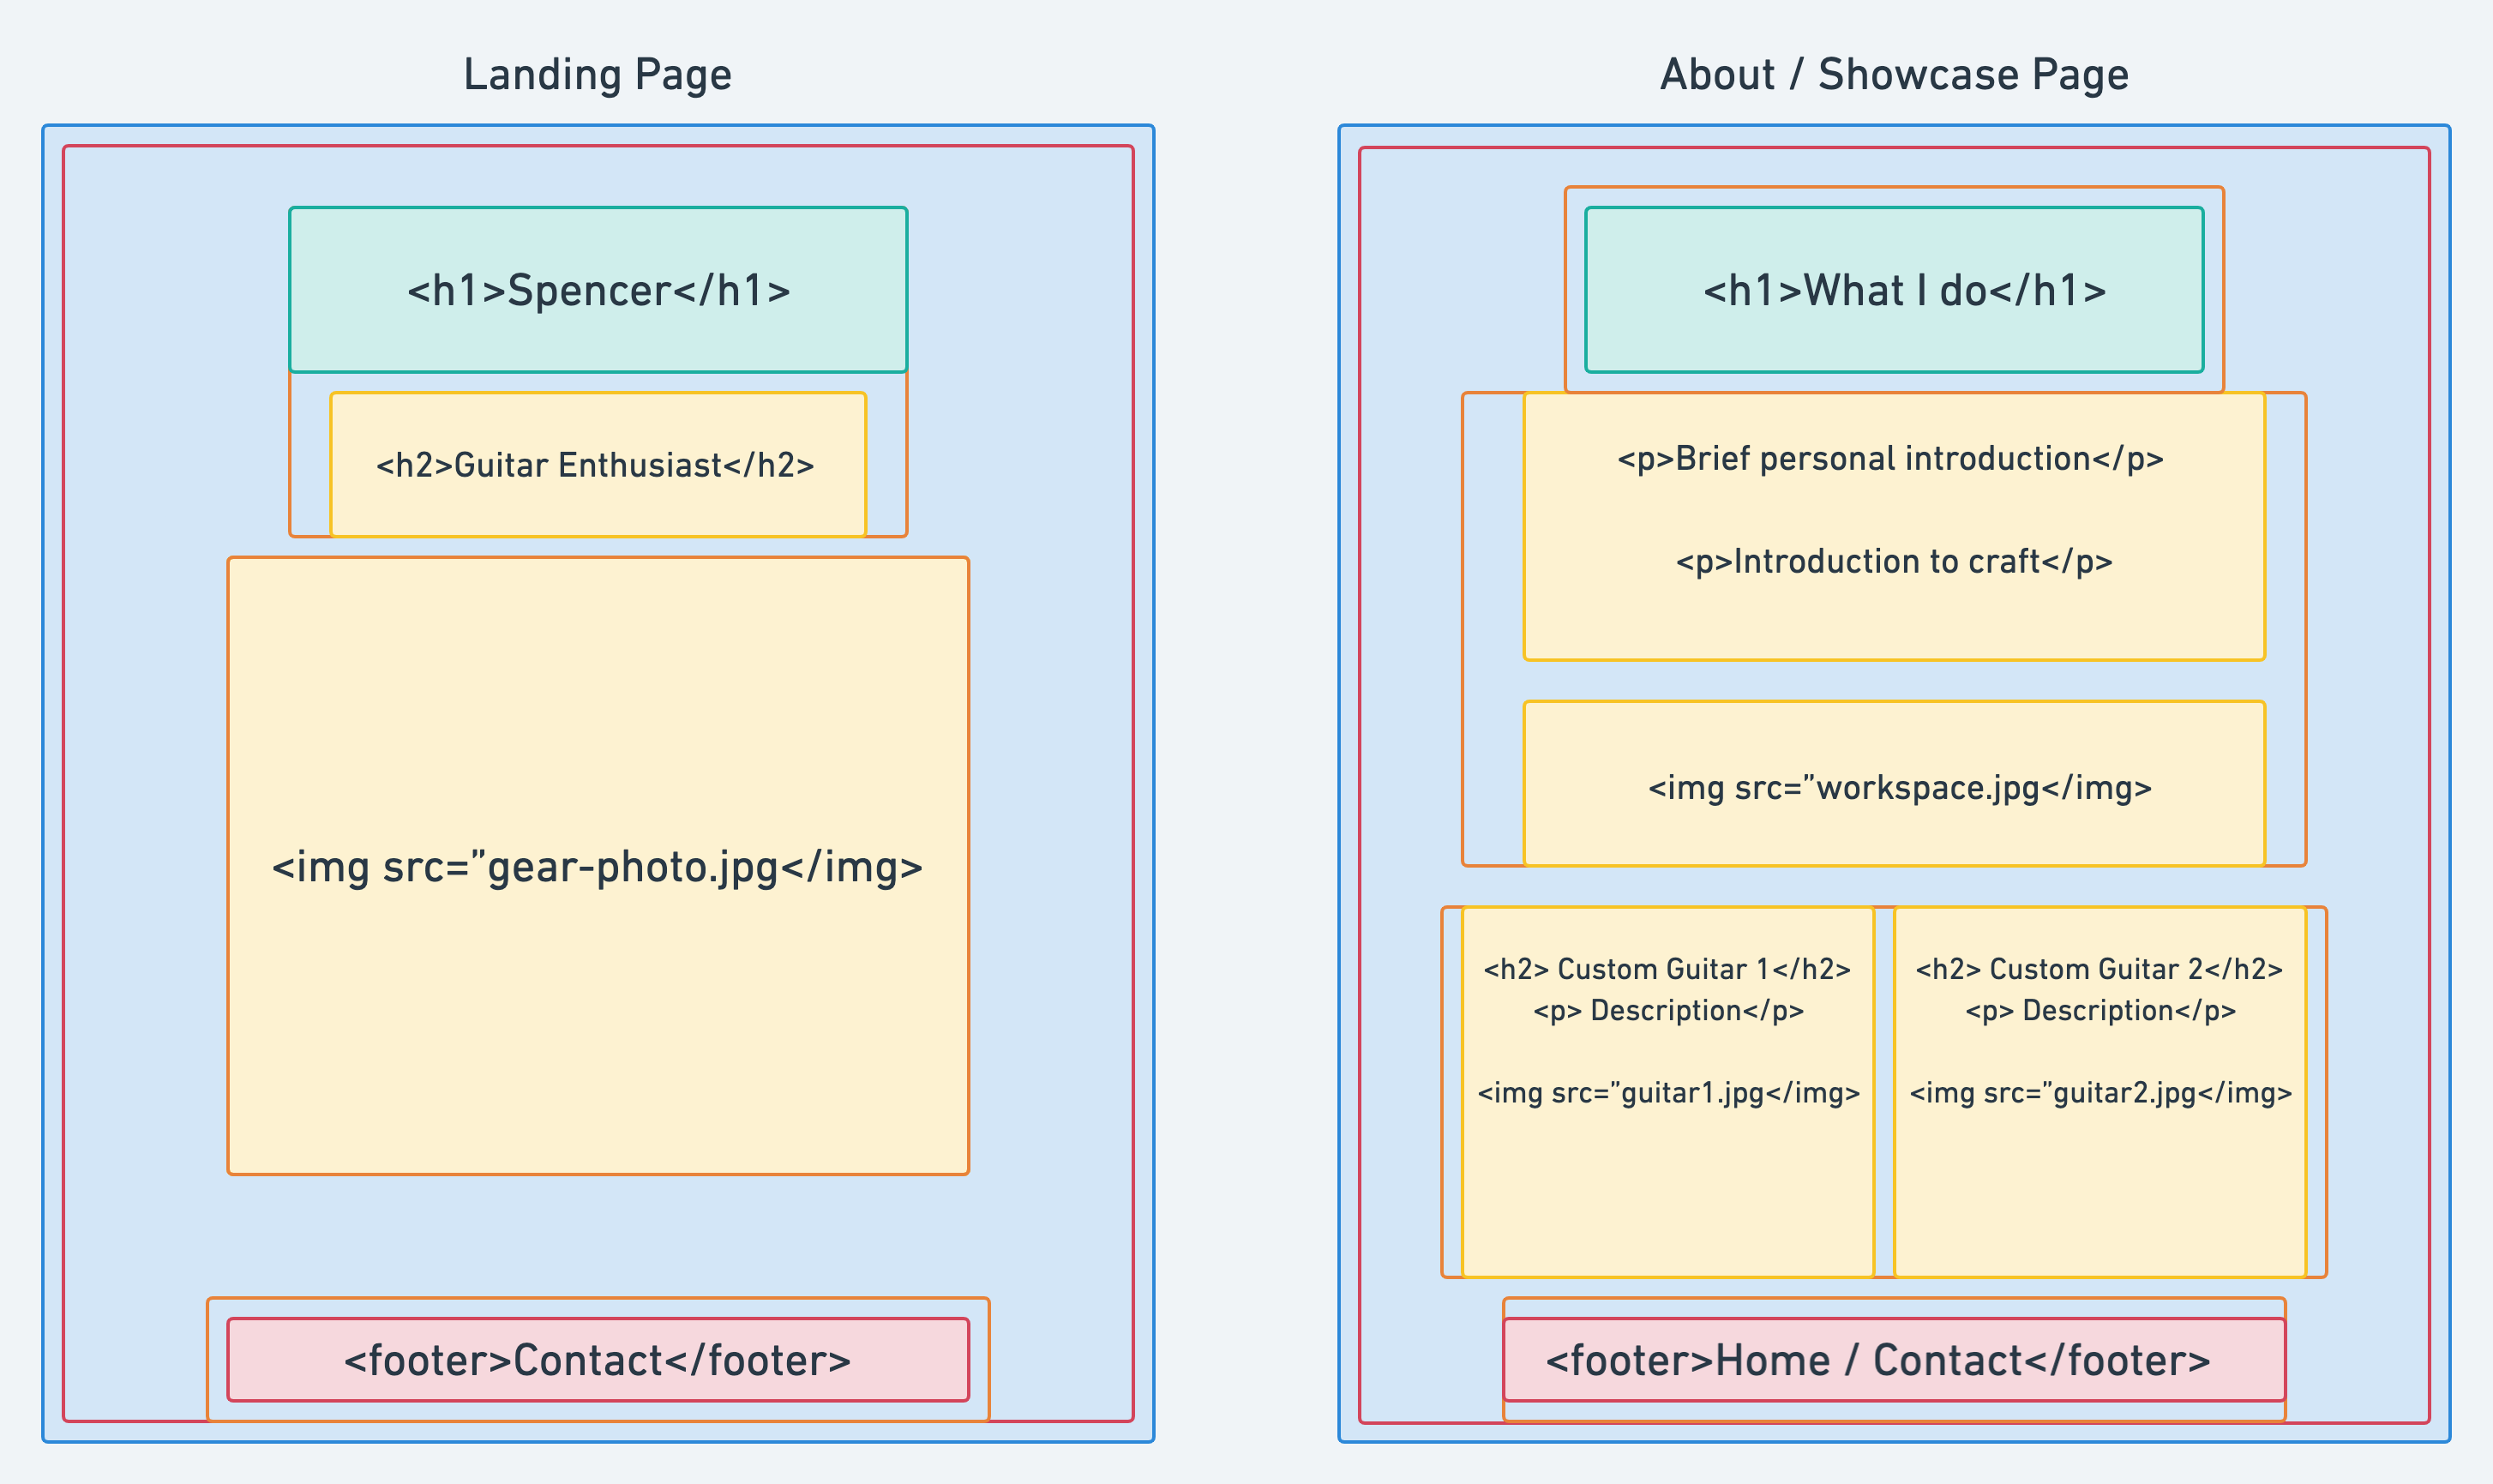 Landing Page
<h1>Spencer</h1>
<h2>Guitar Enthusiast</h2>
<img src=”gear-photo.jpg</img>
<footer>Contact</footer>
About / Showcase Page
<h1>What I do</h1>
<p>Brief personal introduction</p>
<p>Introduction to craft</p>
<img src=”workspace.jpg</img>
<h2> Custom Guitar 1</h2>
<p> Description</p>
<img src=”guitar1.jpg</img>
<h2> Custom Guitar 2</h2>
<p> Description</p>
<img src=”guitar2.jpg</img>
<footer>Home / Contact</footer>